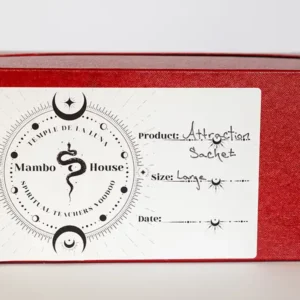 TEMPLE DE LA LUNA
Mambo House
SPIRITUAL TEACHERS VOODOO
Product: Attraction
Sachet
Size: Large
Date: